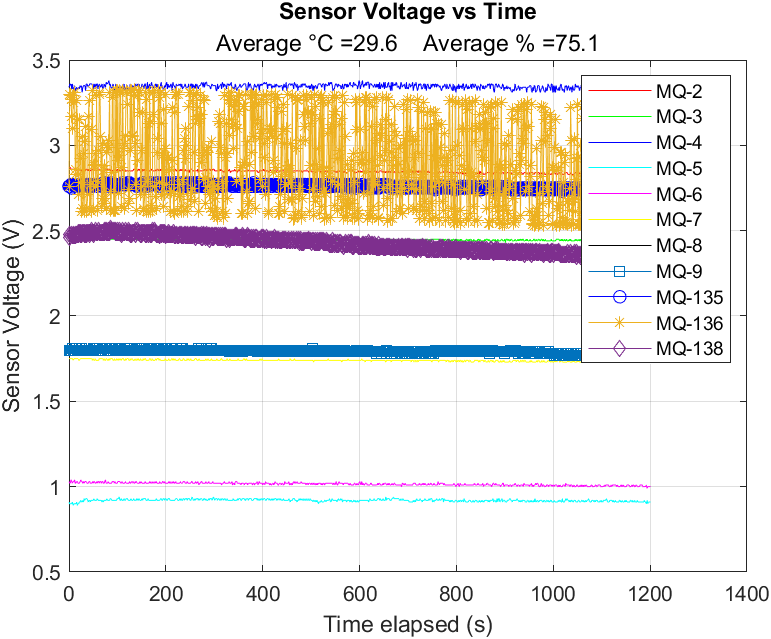 Sensor Voltage vs Time
Average °C =29.6 Average % =75.1
Sensor Voltage (V)
3.5
3
2.5
2
1.5
1
0.5
0 200 400 600 800 1000 1200 1400
Time elapsed (s)
MQ-2
MQ-3
MQ-4
MQ-5
MQ-6
MQ-7
MQ-8
MQ-9
MQ-135
MQ-136
MQ-138